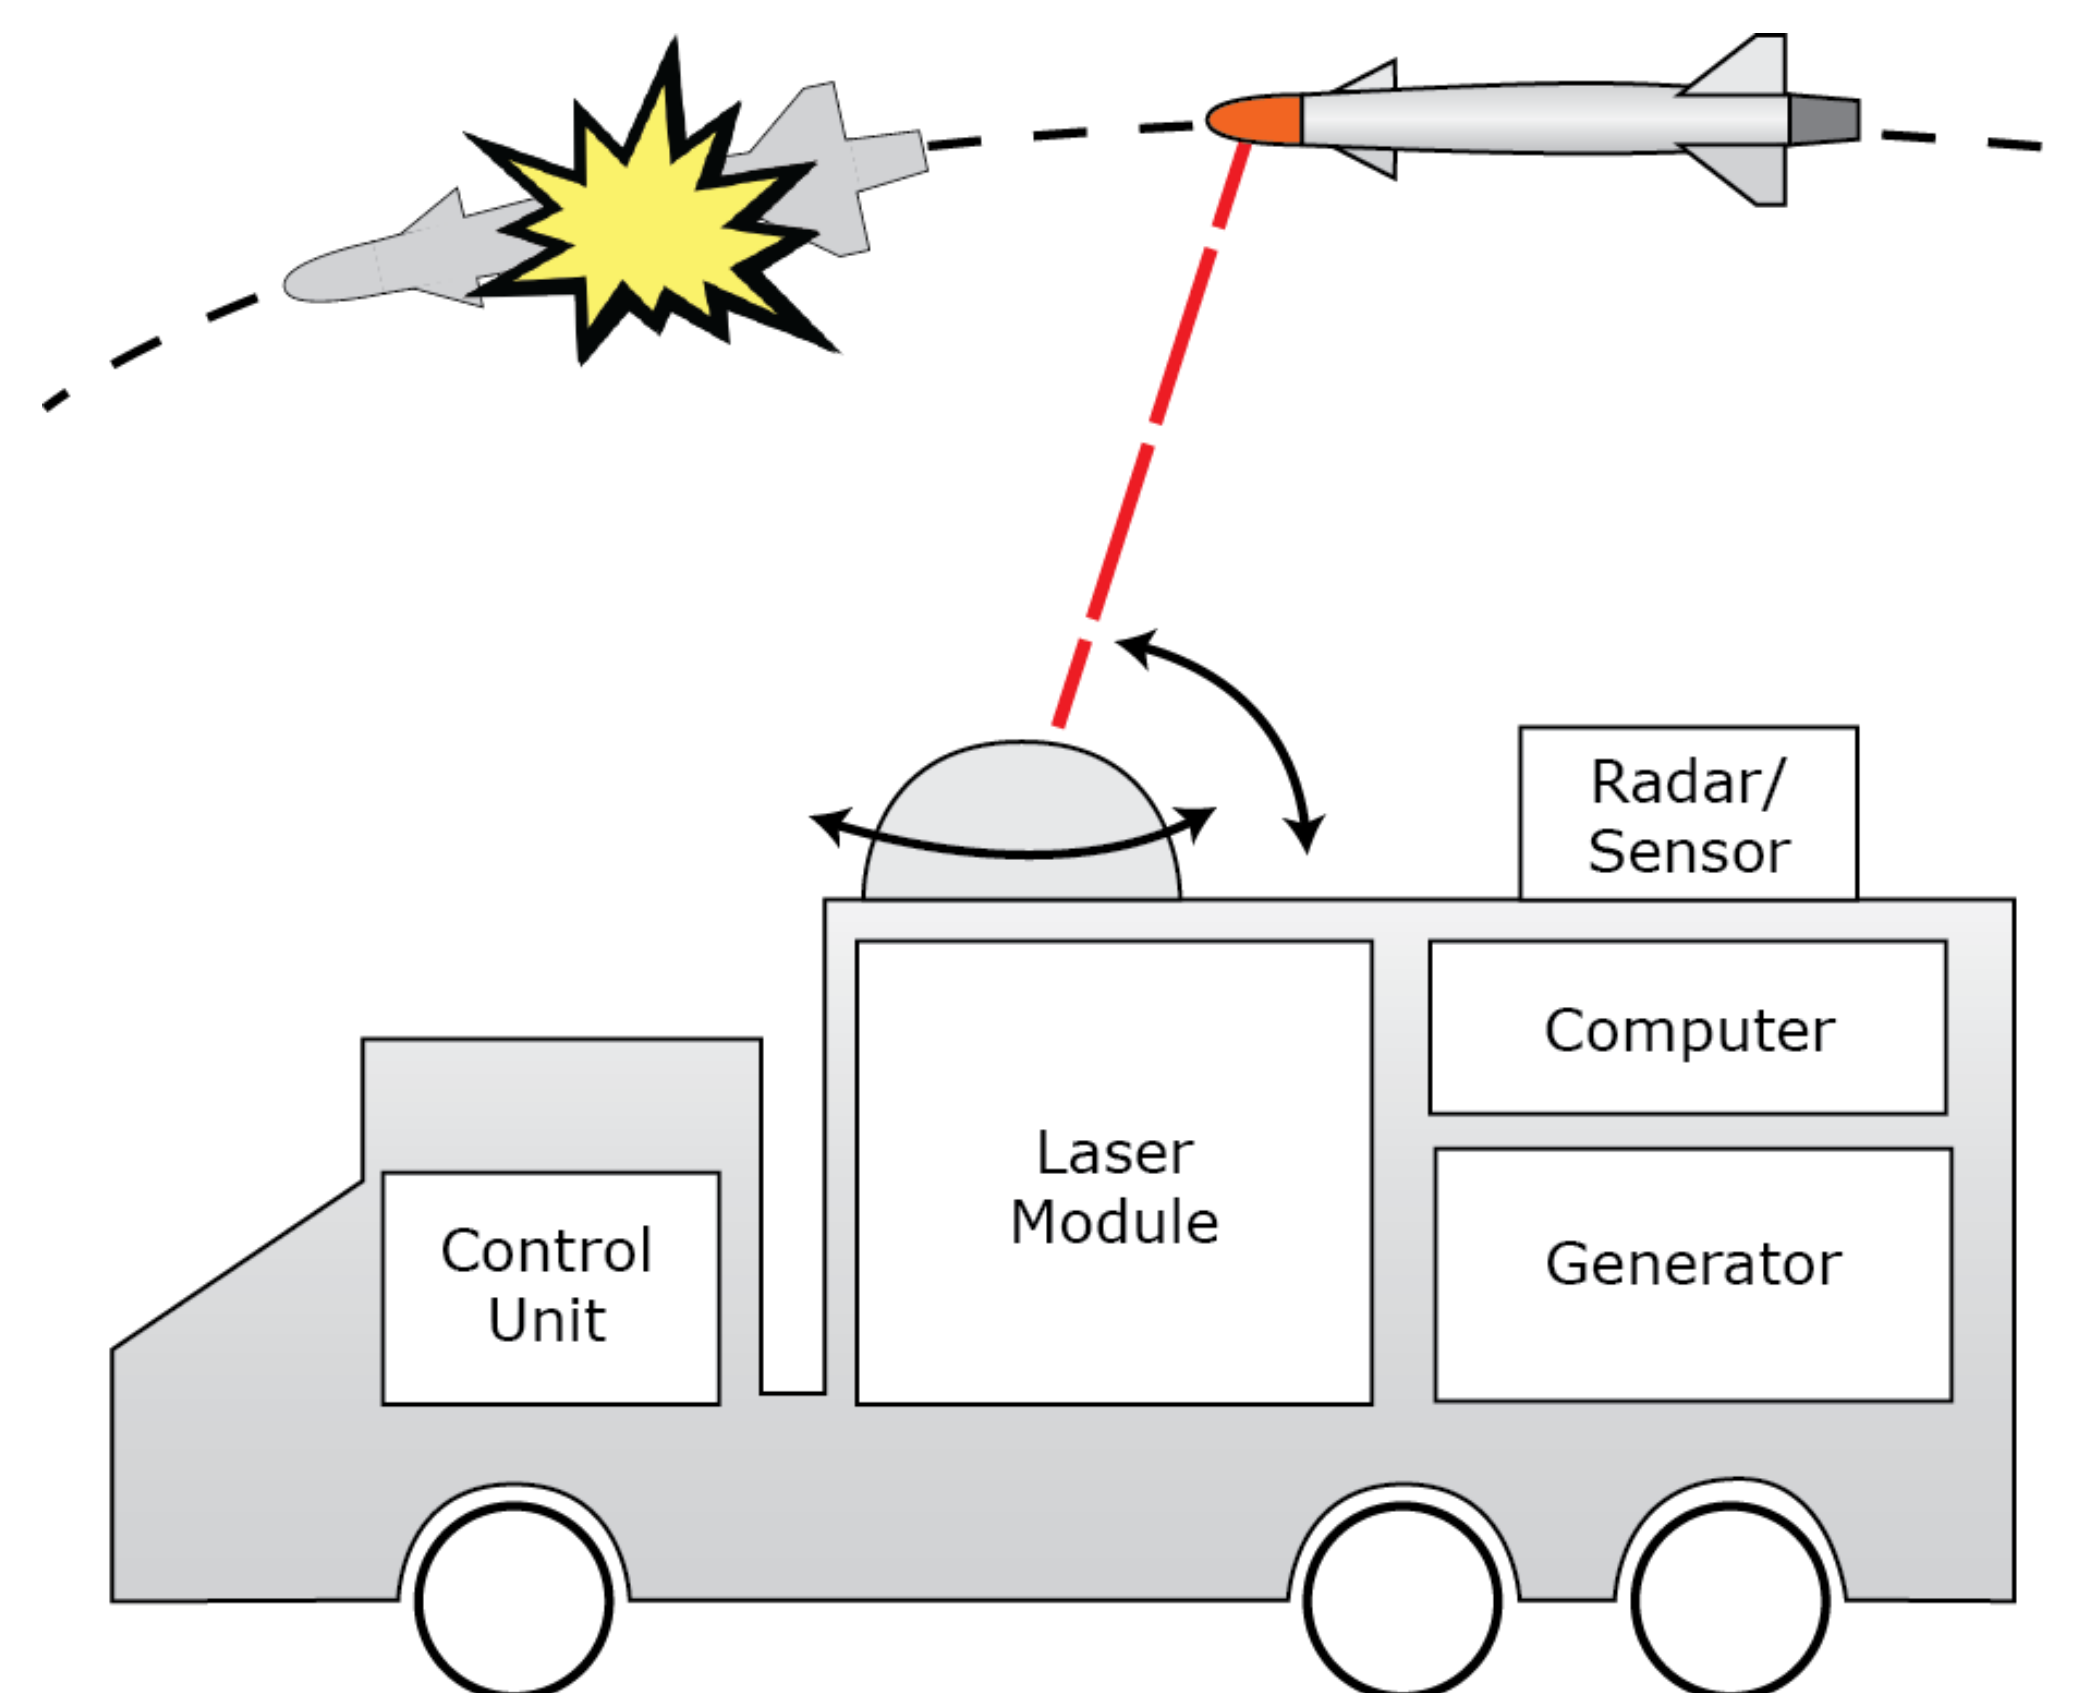 Radar/
Sensor
Computer
Laser
Module
Generator
Control
Unit